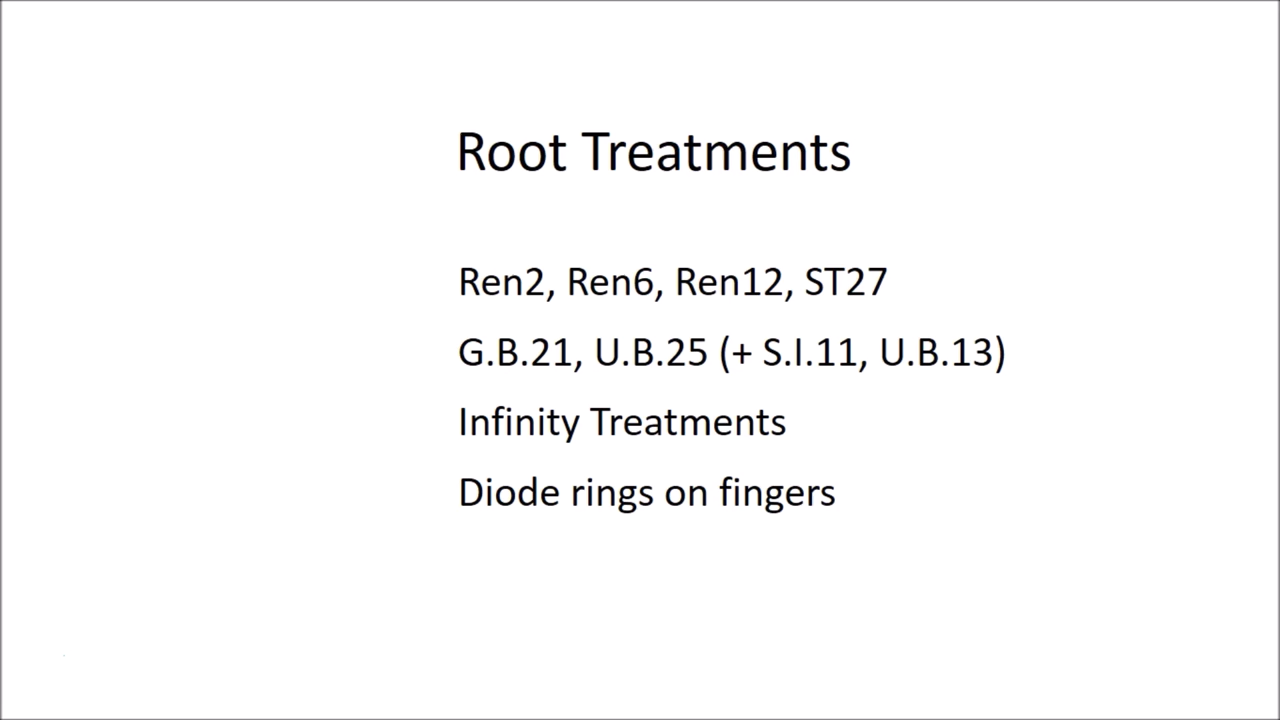 Root Treatments
Ren2, Ren6, Ren12, ST27
G.B.21, U.B.25 (+ S.I.11, U.B.13)
Infinity Treatments
Diode rings on fingers